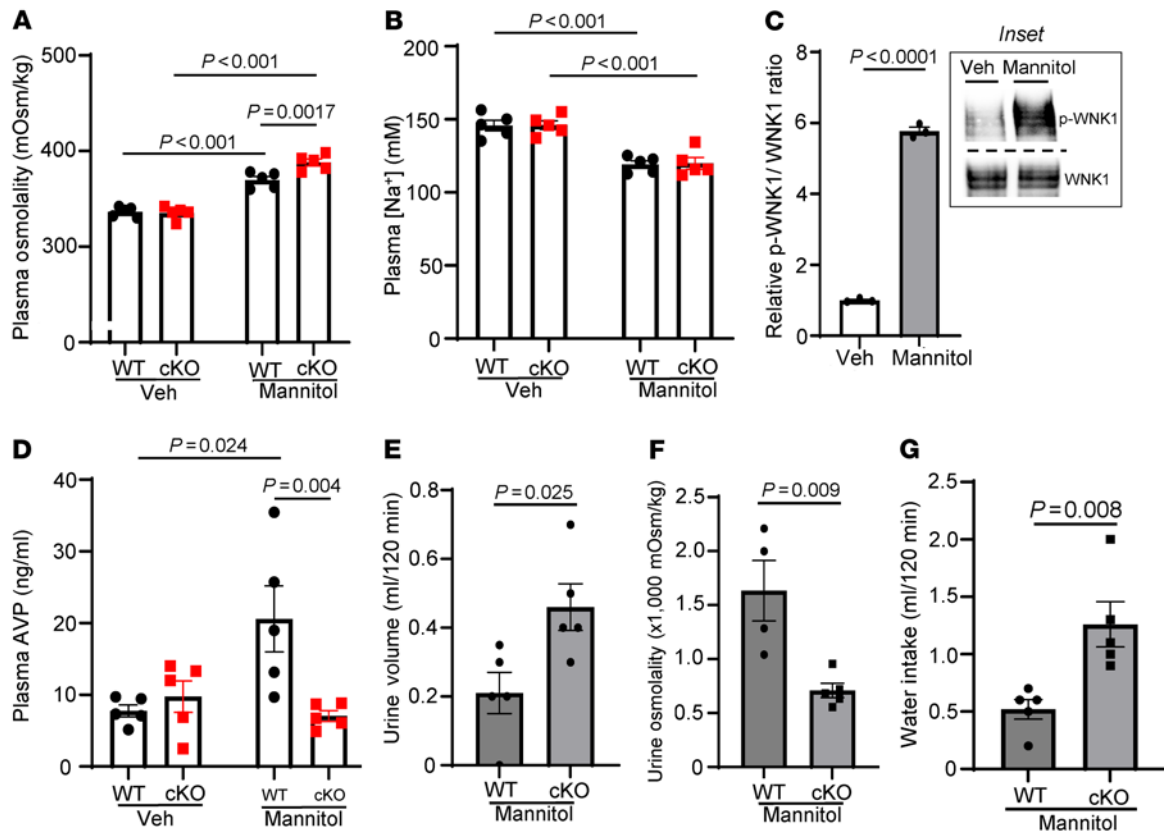 A
Plasma osmolality (mOsm/kg)
500
400
300
0
P<0.001
P=0.0017
P<0.001
WT cKO WT cKO
Veh Mannitol
B
Plasma [Na⁺] (mM)
200
150
100
50
0
P<0.001
P<0.001
WT cKO WT cKO
Veh Mannitol
C
Relative p-WNK1/ WNK1 ratio
8
6
4
2
0
P<0.0001
Veh Mannitol
Inset
Veh Mannitol
p-WNK1
WNK1
D
Plasma AVP (ng/ml)
40
30
20
10
0
P=0.024
P=0.004
WT cKO WT cKO
Veh Mannitol
E
Urine volume (ml/120 min)
0.8
0.6
0.4
0.2
0
P=0.025
WT cKO
Mannitol
F
Urine osmolality (x1,000 mOsm/kg)
2.5
2.0
1.5
1.0
0.5
0
P=0.009
WT cKO
Mannitol
G
Water intake (ml/120 min)
2.5
2.0
1.5
1.0
0.5
0
P=0.008
WT cKO
Mannitol